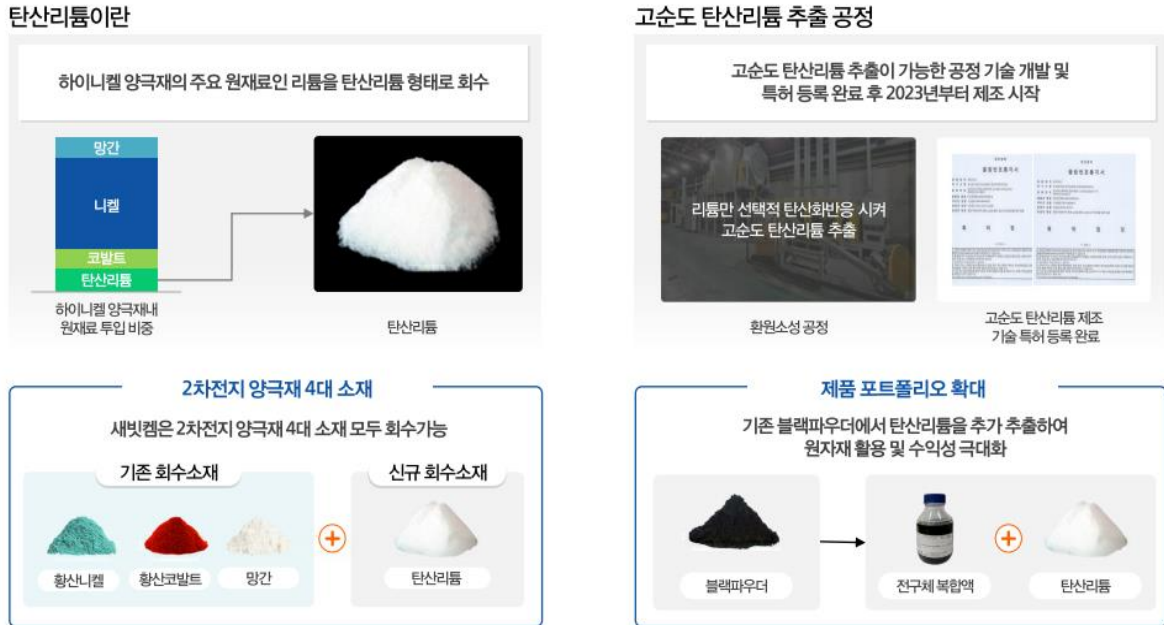 탄산리튬이란
하이니켈 양극재의 주요 원재료인 리튬을 탄산리튬 형태로 회수
망간
니켈
코발트
탄산리튬
하이니켈 양극재내
원재료 투입 비중
탄산리튬
고순도 탄산리튬 추출 공정
고순도 탄산리튬 추출이 가능한 공정 기술 개발 및
특허 등록 완료 후 2023년부터 제조 시작
리튬만 선택적 탄산화반응 시켜
고순도 탄산리튬 추출
환원소성 공정
고순도 탄산리튬 제조
기술 특허 등록 완료
2차전지 양극재 4대 소재
새빗켐은 2차전지 양극재 4대 소재 모두 회수가능
기존 회수소재
신규 회수소재
황산니켈
황산코발트
망간
탄산리튬
제품 포트폴리오 확대
기존 블랙파우더에서 탄산리튬을 추가 추출하여
원자재 활용 및 수익성 극대화
블랙파우더
전구체 복합액
탄산리튬